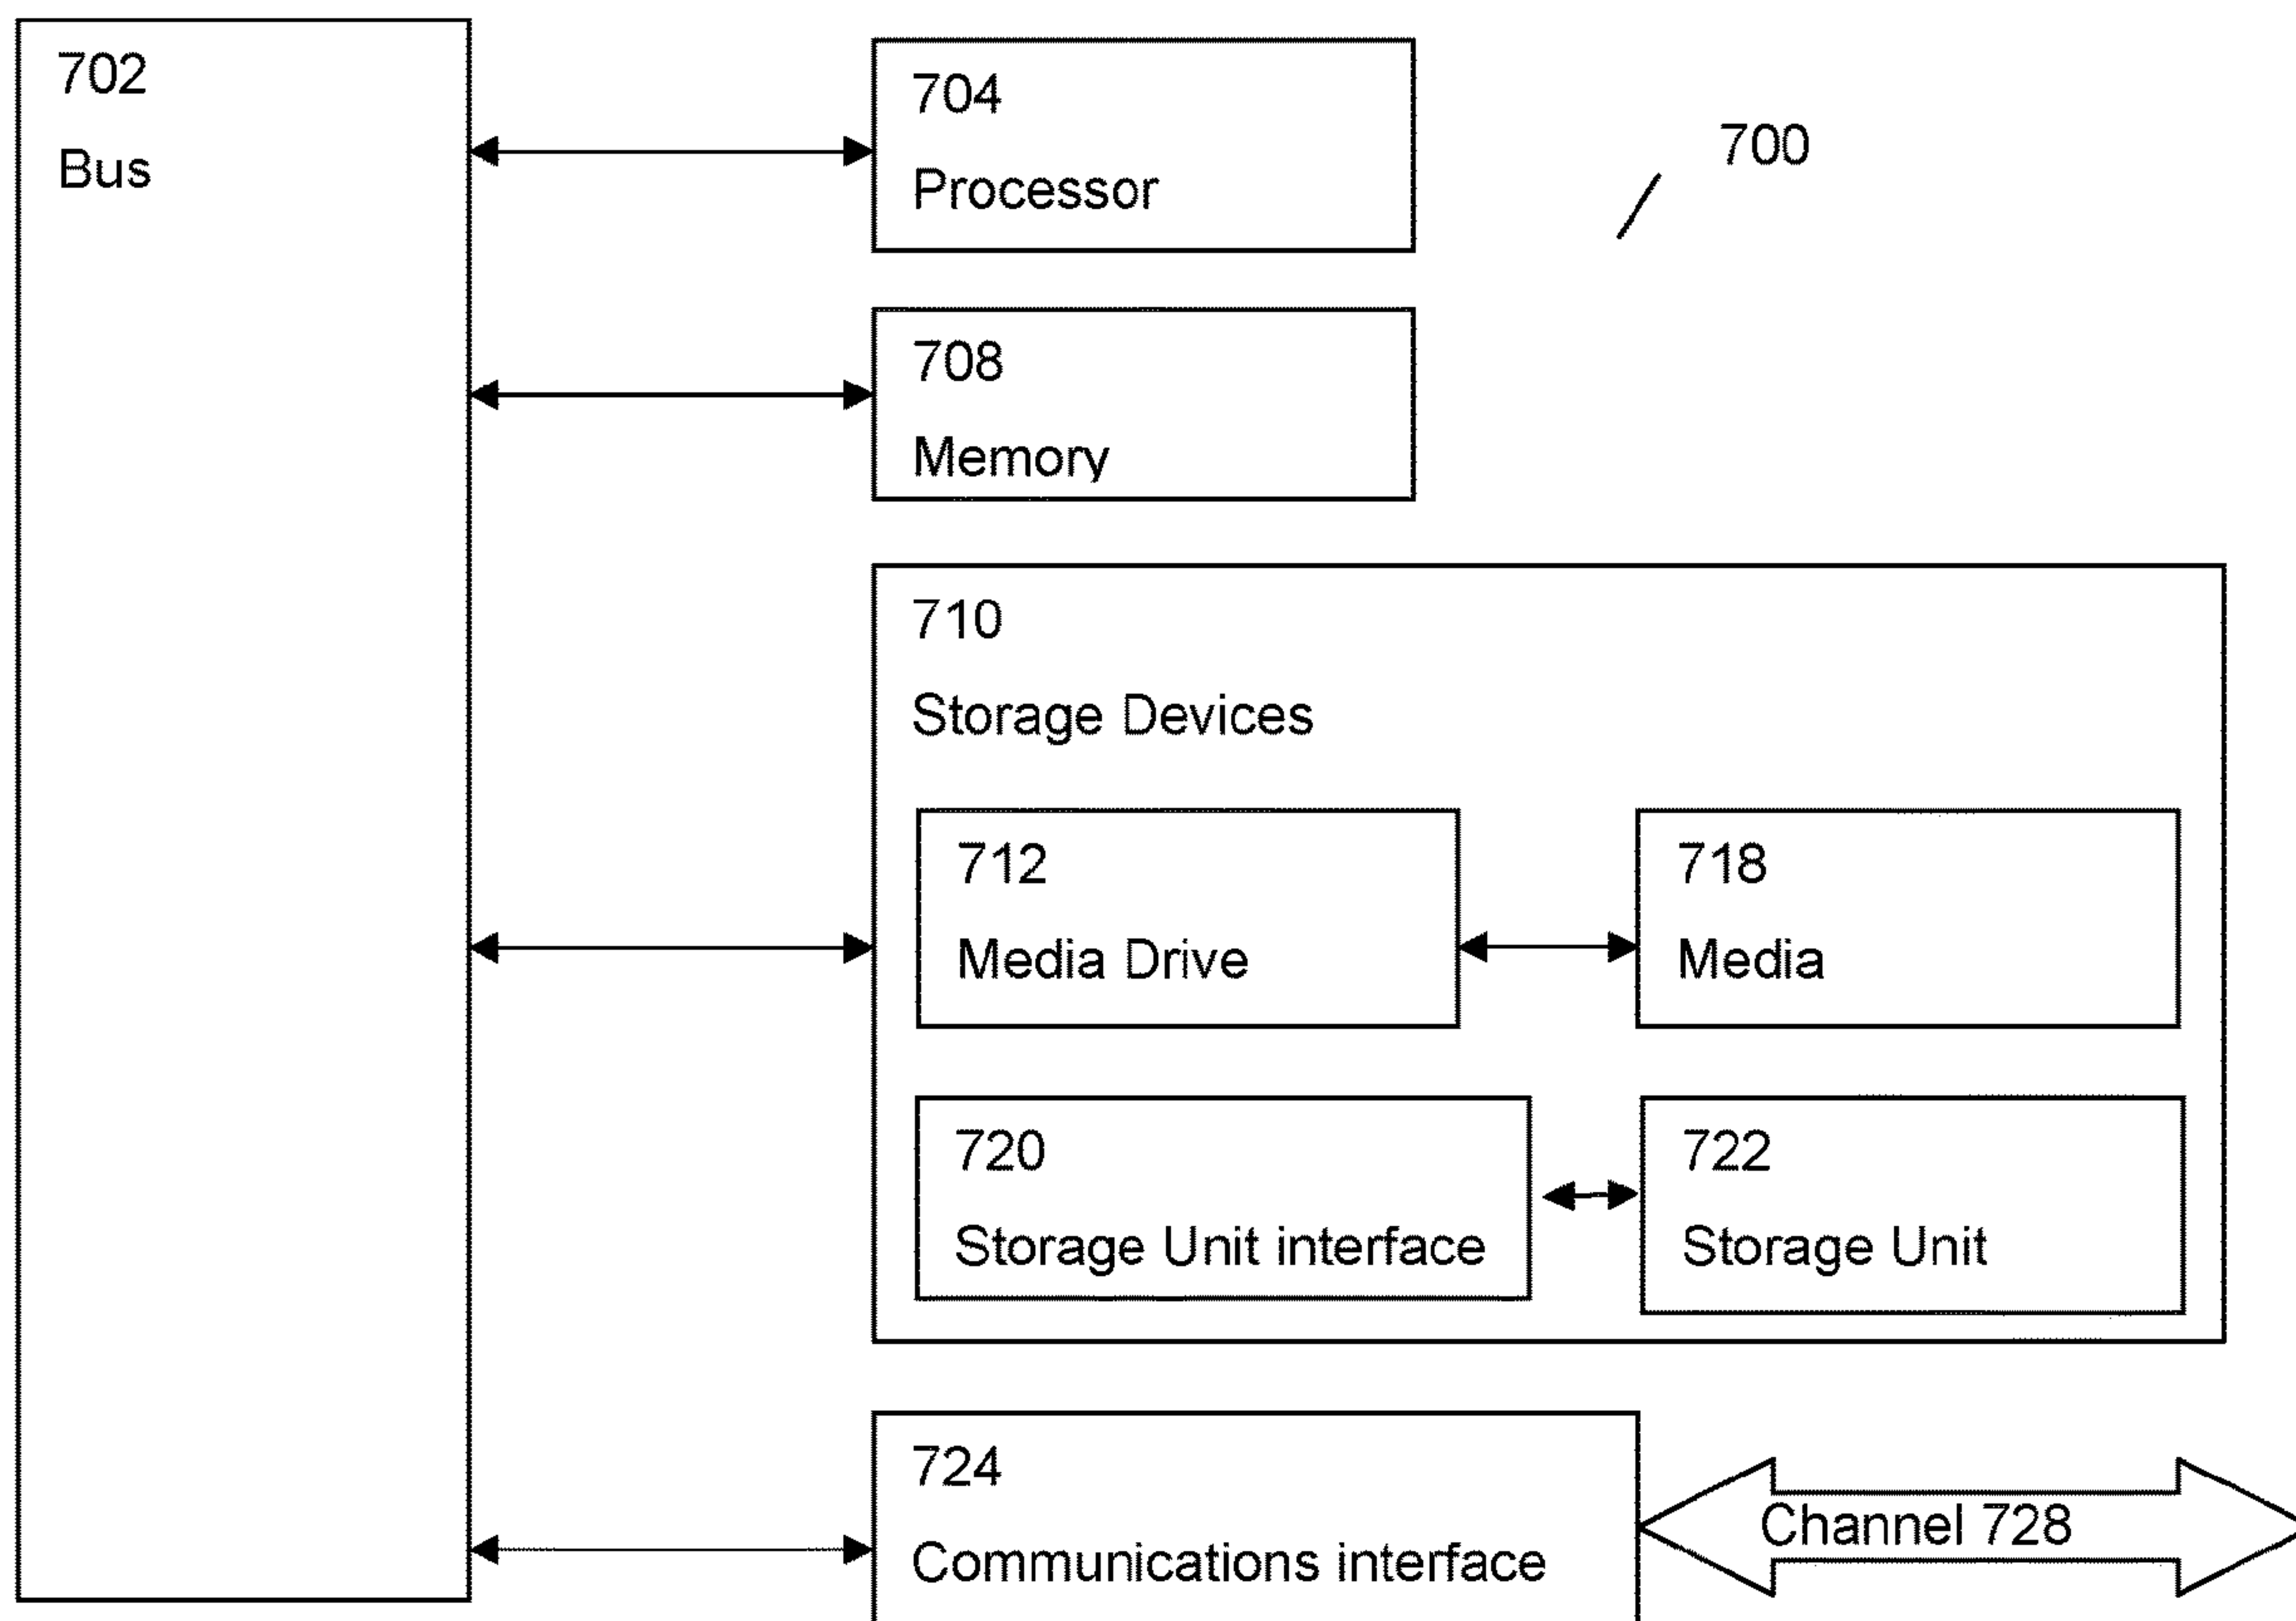 702
Bus
704
Processor
700
708
Memory
710
Storage Devices
712
Media Drive
718
Media
720
Storage Unit interface
722
Storage Unit
724
Communications interface
Channel 728